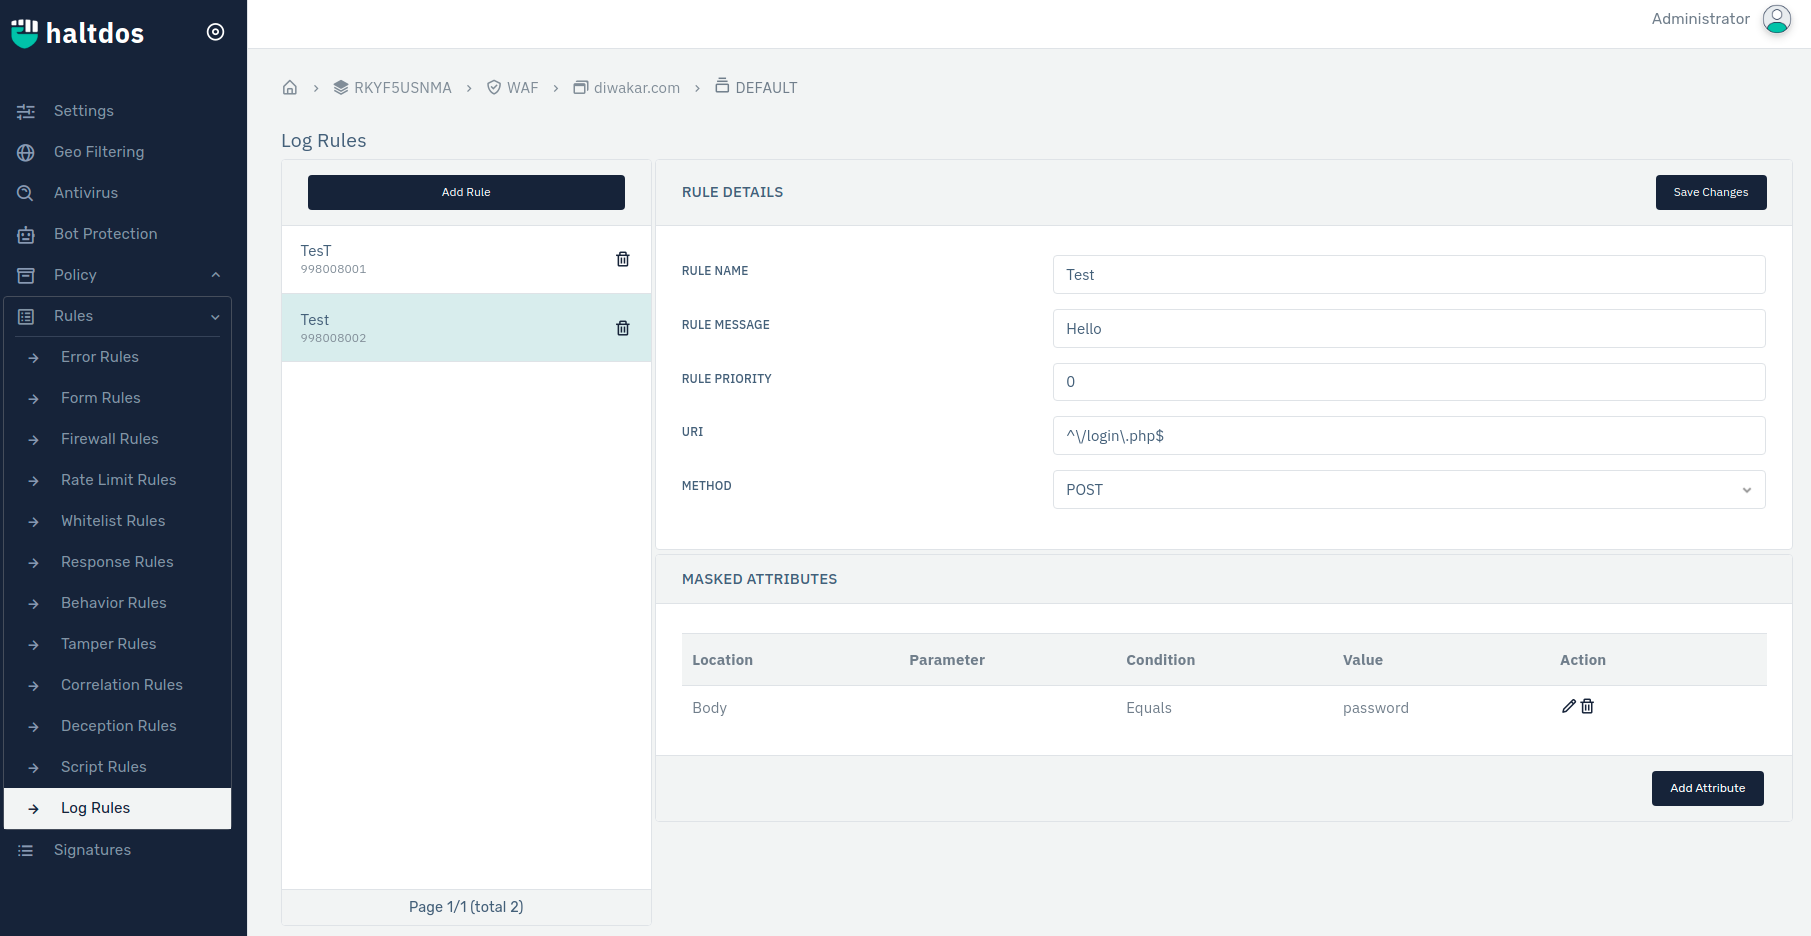 haltdos
Administrator
Settings
Geo Filtering
Antivirus
Bot Protection
Policy
Rules
Error Rules
Form Rules
Firewall Rules
Rate Limit Rules
Whitelist Rules
Response Rules
Behavior Rules
Tamper Rules
Correlation Rules
Deception Rules
Script Rules
Log Rules
Signatures
RKYF5USNMA
WAF
diwakar.com
DEFAULT
Log Rules
Add Rule
TesT
998008001
Test
998008002
Page 1/1 (total 2)
RULE DETAILS
Save Changes
RULE NAME
Test
RULE MESSAGE
Hello
RULE PRIORITY
0
URI
^\/login\.php$
METHOD
POST
MASKED ATTRIBUTES
Location Parameter Condition Value Action
Body Equals password
Add Attribute